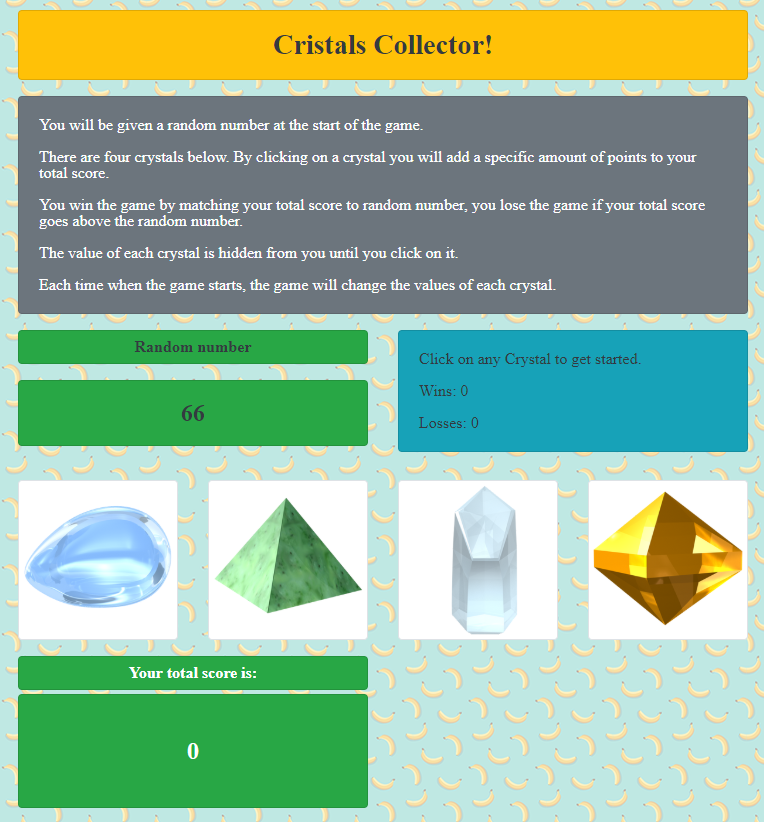 Cristals Collector!
You will be given a random number at the start of the game.
There are four crystals below. By clicking on a crystal you will add a specific amount of points to your
total score.
You win the game by matching your total score to random number, you lose the game if your total score
goes above the random number.
The value of each crystal is hidden from you until you click on it.
Each time when the game starts, the game will change the values of each crystal.
Random number
66
Click on any Crystal to get started.
Wins: 0
Losses: 0
Your total score is:
0